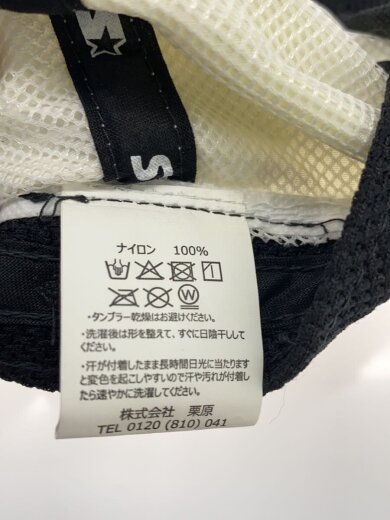 S
S
ナイロン 100%
W
・タンブラー乾燥はお避けください。
・洗濯後は形を整えて、すぐに日陰干ししてください。
・汗が付着したまま長時間日光に当たりますと変色を起こしやすいので汗や汚れが付着したら速やかに洗濯してください。
株式会社 栗原
TEL 0120 (810) 041